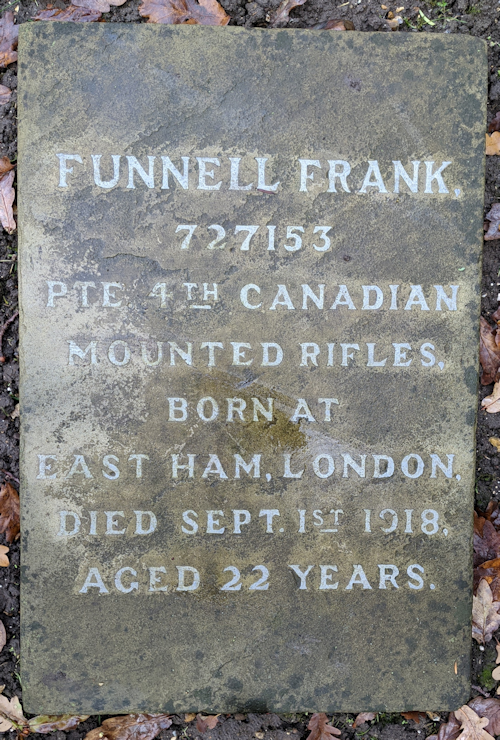 FUNNELL FRANK,
727153
PTE 4TH CANADIAN
MOUNTED RIFLES,
BORN AT
EAST HAM, LONDON,
DIED SEPT. 1ST 1918,
AGED 22 YEARS.